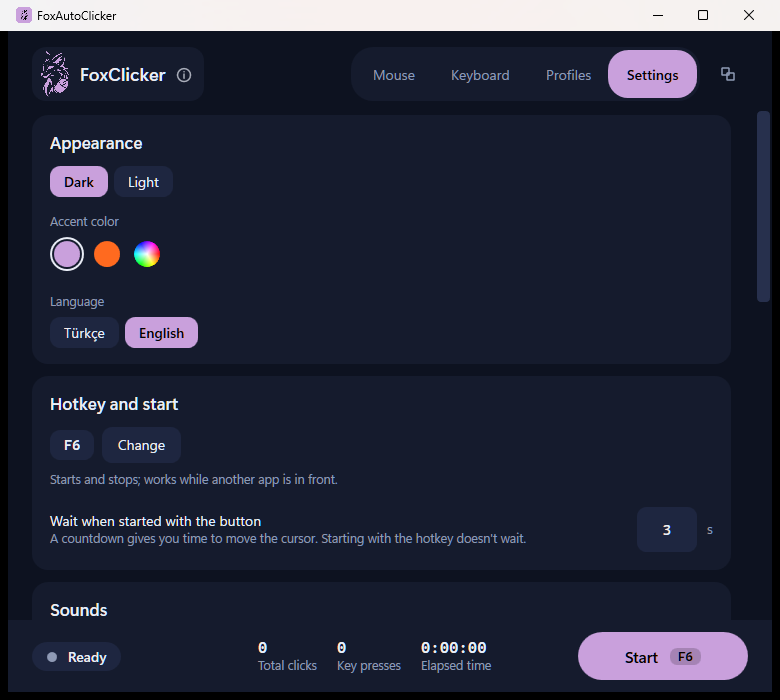 FoxAutoClicker
FoxClicker
Mouse Keyboard Profiles Settings
Appearance
Dark Light
Accent color
Language
Türkçe English
Hotkey and start
F6 Change
Starts and stops; works while another app is in front.
Wait when started with the button
A countdown gives you time to move the cursor. Starting with the hotkey doesn't wait.
3 s
Sounds
Ready
0 0 0:00:00
Total clicks Key presses Elapsed time
Start F6